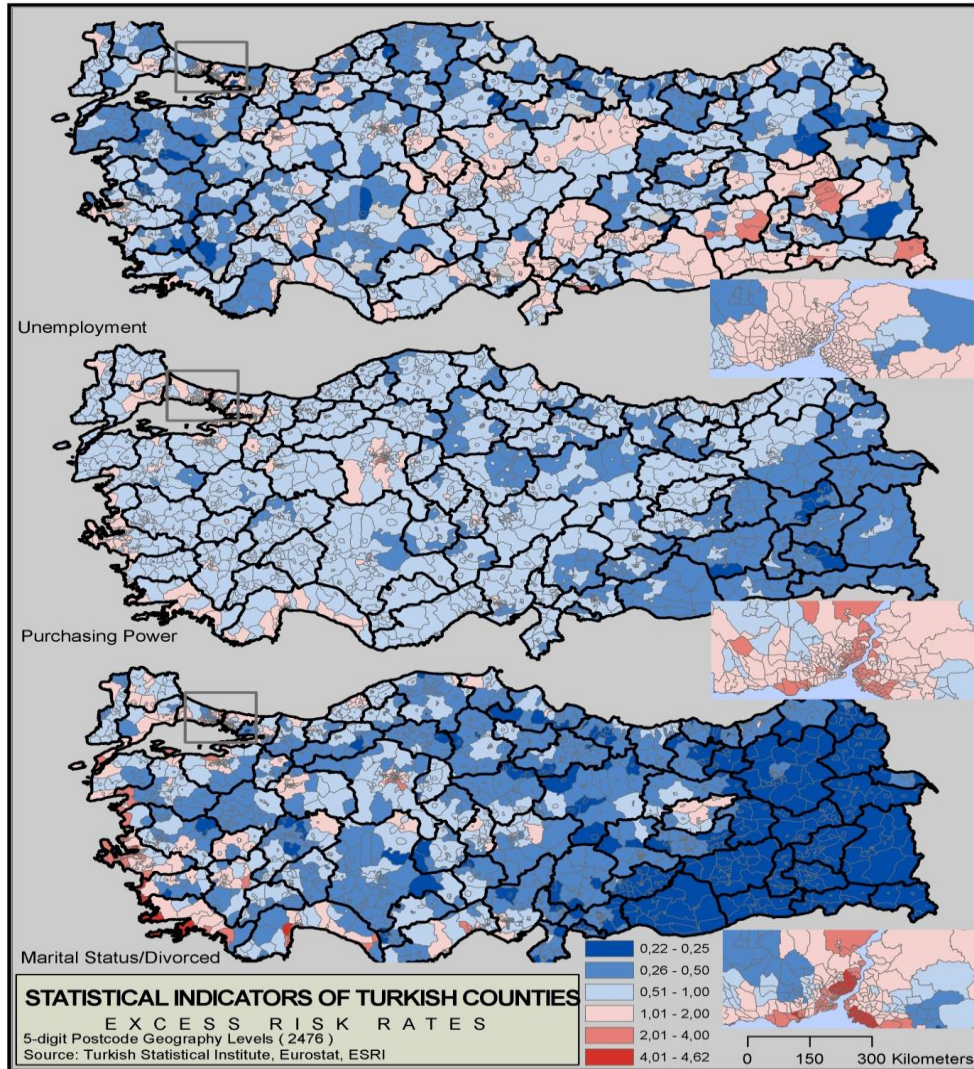 Unemployment
Purchasing Power
Marital Status/Divorced
STATISTICAL INDICATORS OF TURKISH COUNTIES
EXCESS RISK RATES
5-digit Postcode Geography Levels ( 2476 )
Source: Turkish Statistical Institute, Eurostat, ESRI
0,22 - 0,25
0,26 - 0,50
0,51 - 1,00
1,01 - 2,00
2,01 - 4,00
4,01 - 4,62
0 150 300 Kilometers